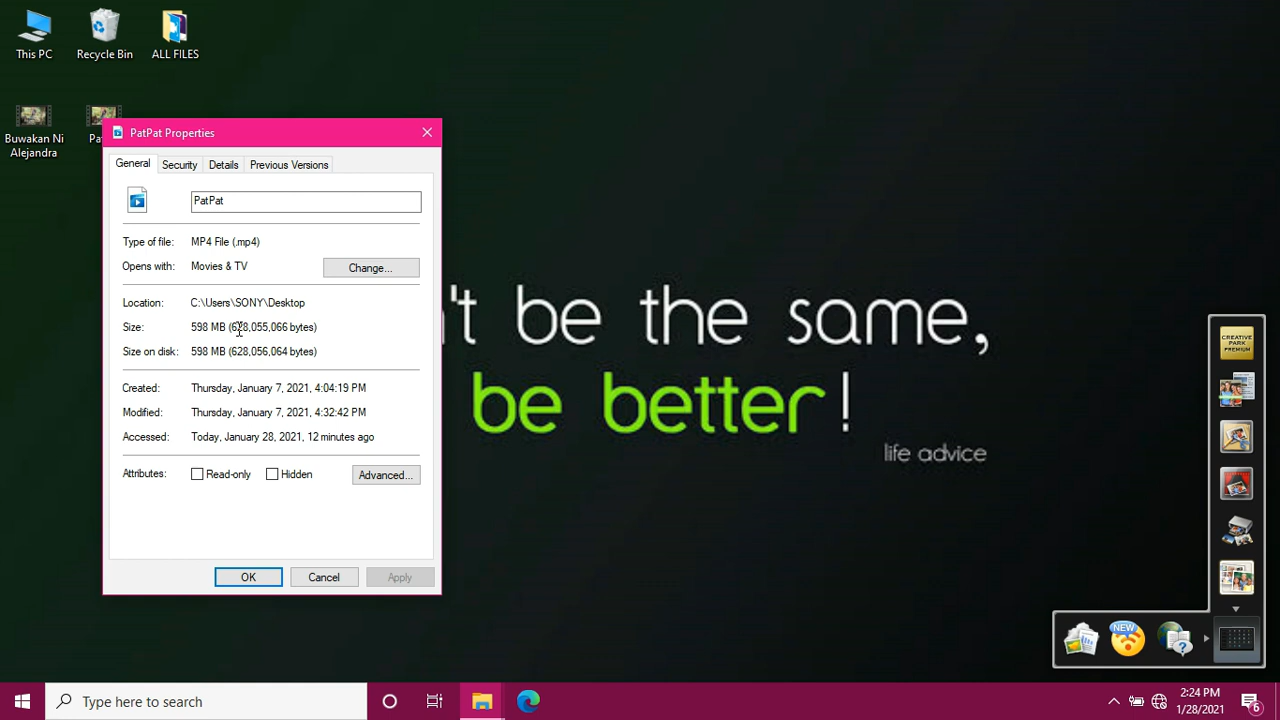 This PC
Recycle Bin
ALL FILES
Buwakan Ni
Alejandra
PatPat Properties
General
Security
Details
Previous Versions
PatPat
Type of file:
MP4 File (.mp4)
Opens with:
Movies & TV
Change...
Location:
C:\Users\SONY\Desktop
Size:
598 MB (628,055,066 bytes)
Size on disk:
598 MB (628,056,064 bytes)
Created:
Thursday, January 7, 2021, 4:04:19 PM
Modified:
Thursday, January 7, 2021, 4:32:42 PM
Accessed:
Today, January 28, 2021, 12 minutes ago
Attributes:
Read-only
Hidden
Advanced...
OK
Cancel
Apply
't be the same,
be better!
life advice
CREATIVE
PARK
PREMIUM
NEW
Type here to search
2:24 PM
1/28/2021
6